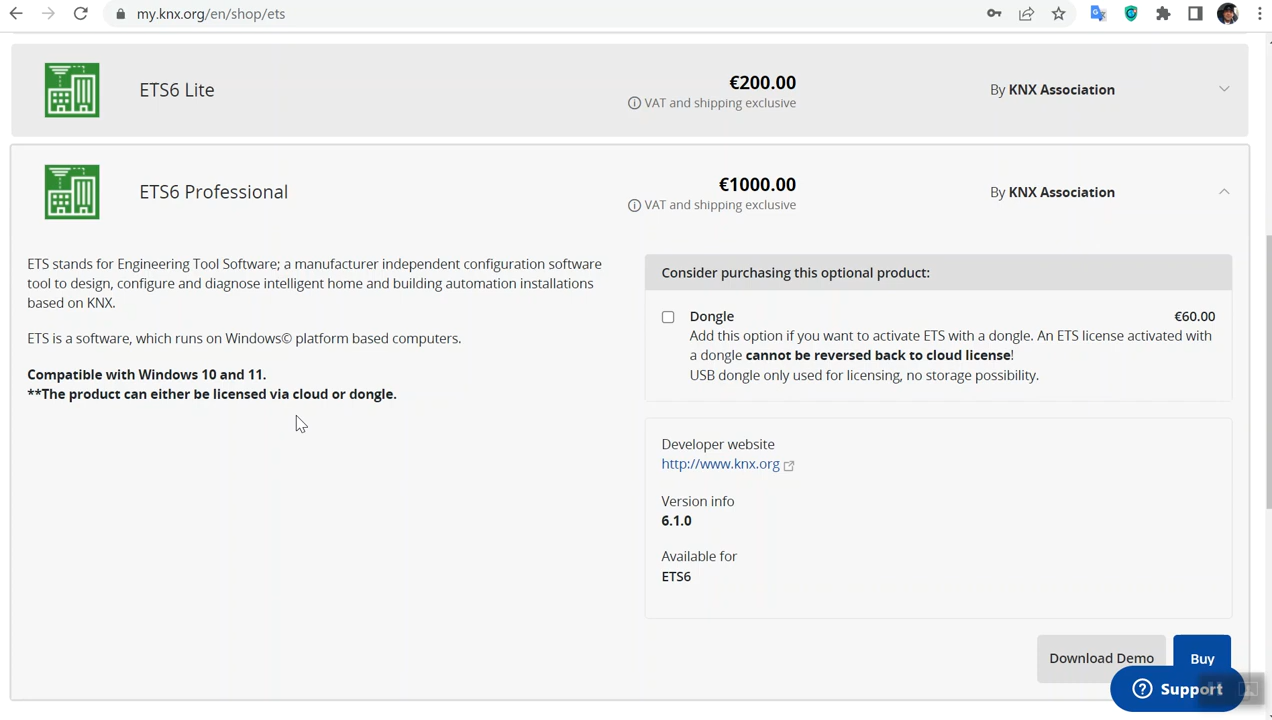 my.knx.org/en/shop/ets
ETS6 Lite
€200.00
VAT and shipping exclusive
By KNX Association
ETS6 Professional
€1000.00
VAT and shipping exclusive
By KNX Association
ETS stands for Engineering Tool Software; a manufacturer independent configuration software
tool to design, configure and diagnose intelligent home and building automation installations
based on KNX.
ETS is a software, which runs on Windows© platform based computers.
Compatible with Windows 10 and 11.
**The product can either be licensed via cloud or dongle.
Consider purchasing this optional product:
Dongle
€60.00
Add this option if you want to activate ETS with a dongle. An ETS license activated with
a dongle cannot be reversed back to cloud license!
USB dongle only used for licensing, no storage possibility.
Developer website
http://www.knx.org
Version info
6.1.0
Available for
ETS6
Download Demo
Buy
Support